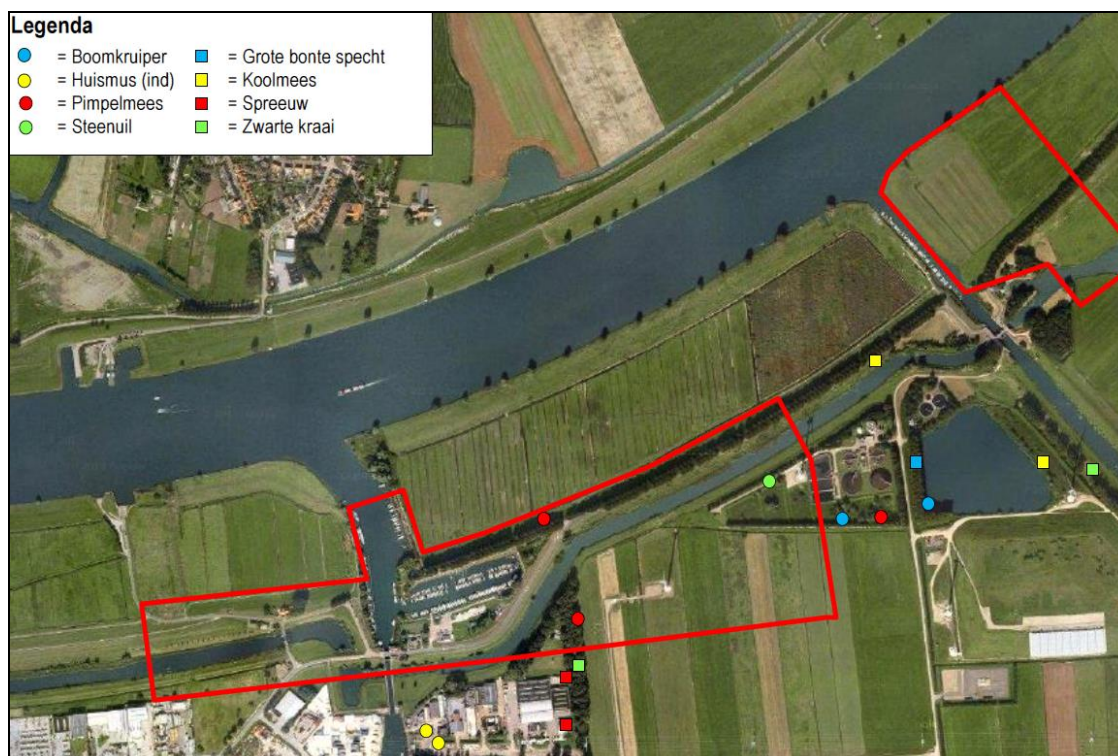 Legenda
= Boomkruiper
= Grote bonte specht
= Huismus (ind)
= Koolmees
= Pimpelmees
= Spreeuw
= Steenuil
= Zwarte kraai